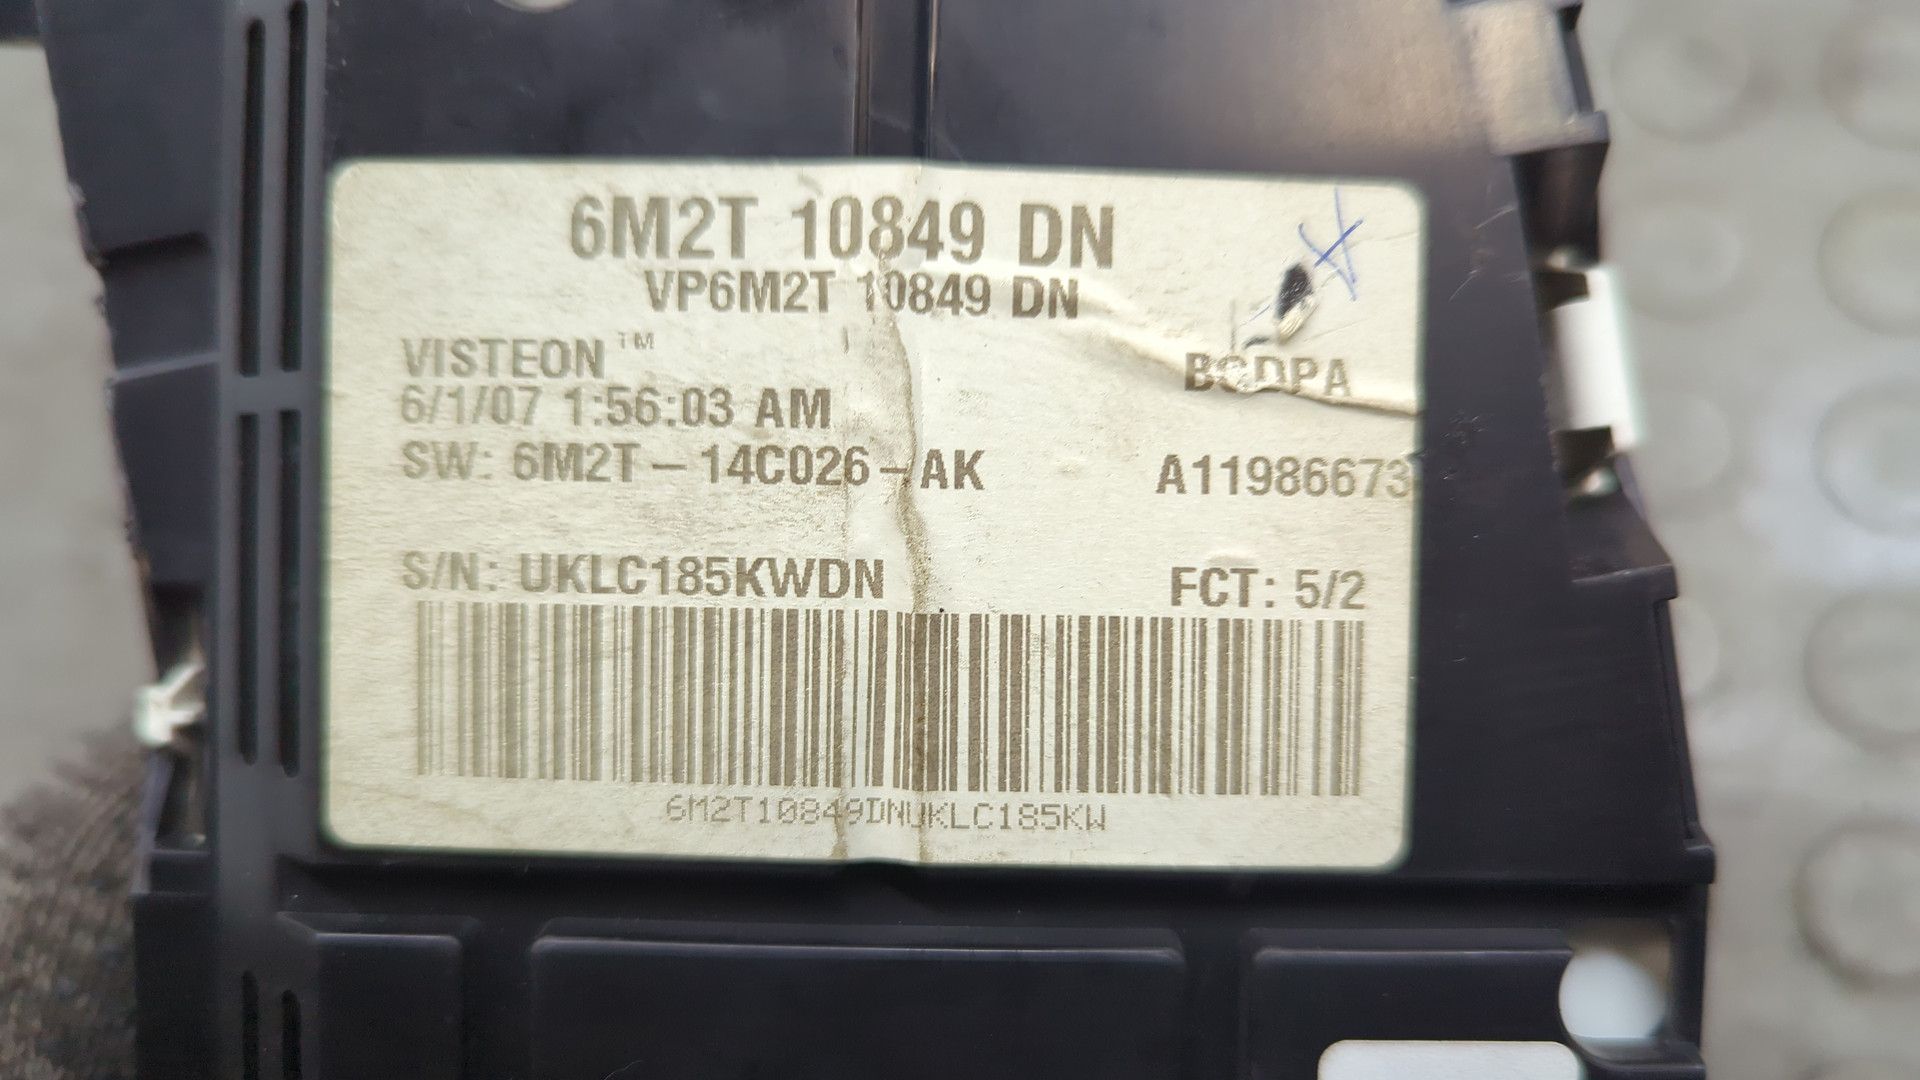 6M2T 10849 DN
VP6M2T 10849 DN
VISTEON™
BCDPA
6/1/07 1:56:03 AM
SW: 6M2T - 14C026 - AK A11986673
S/N: UKLC185KWDN FCT: 5/2
6M2T10849DNUKLC185KW